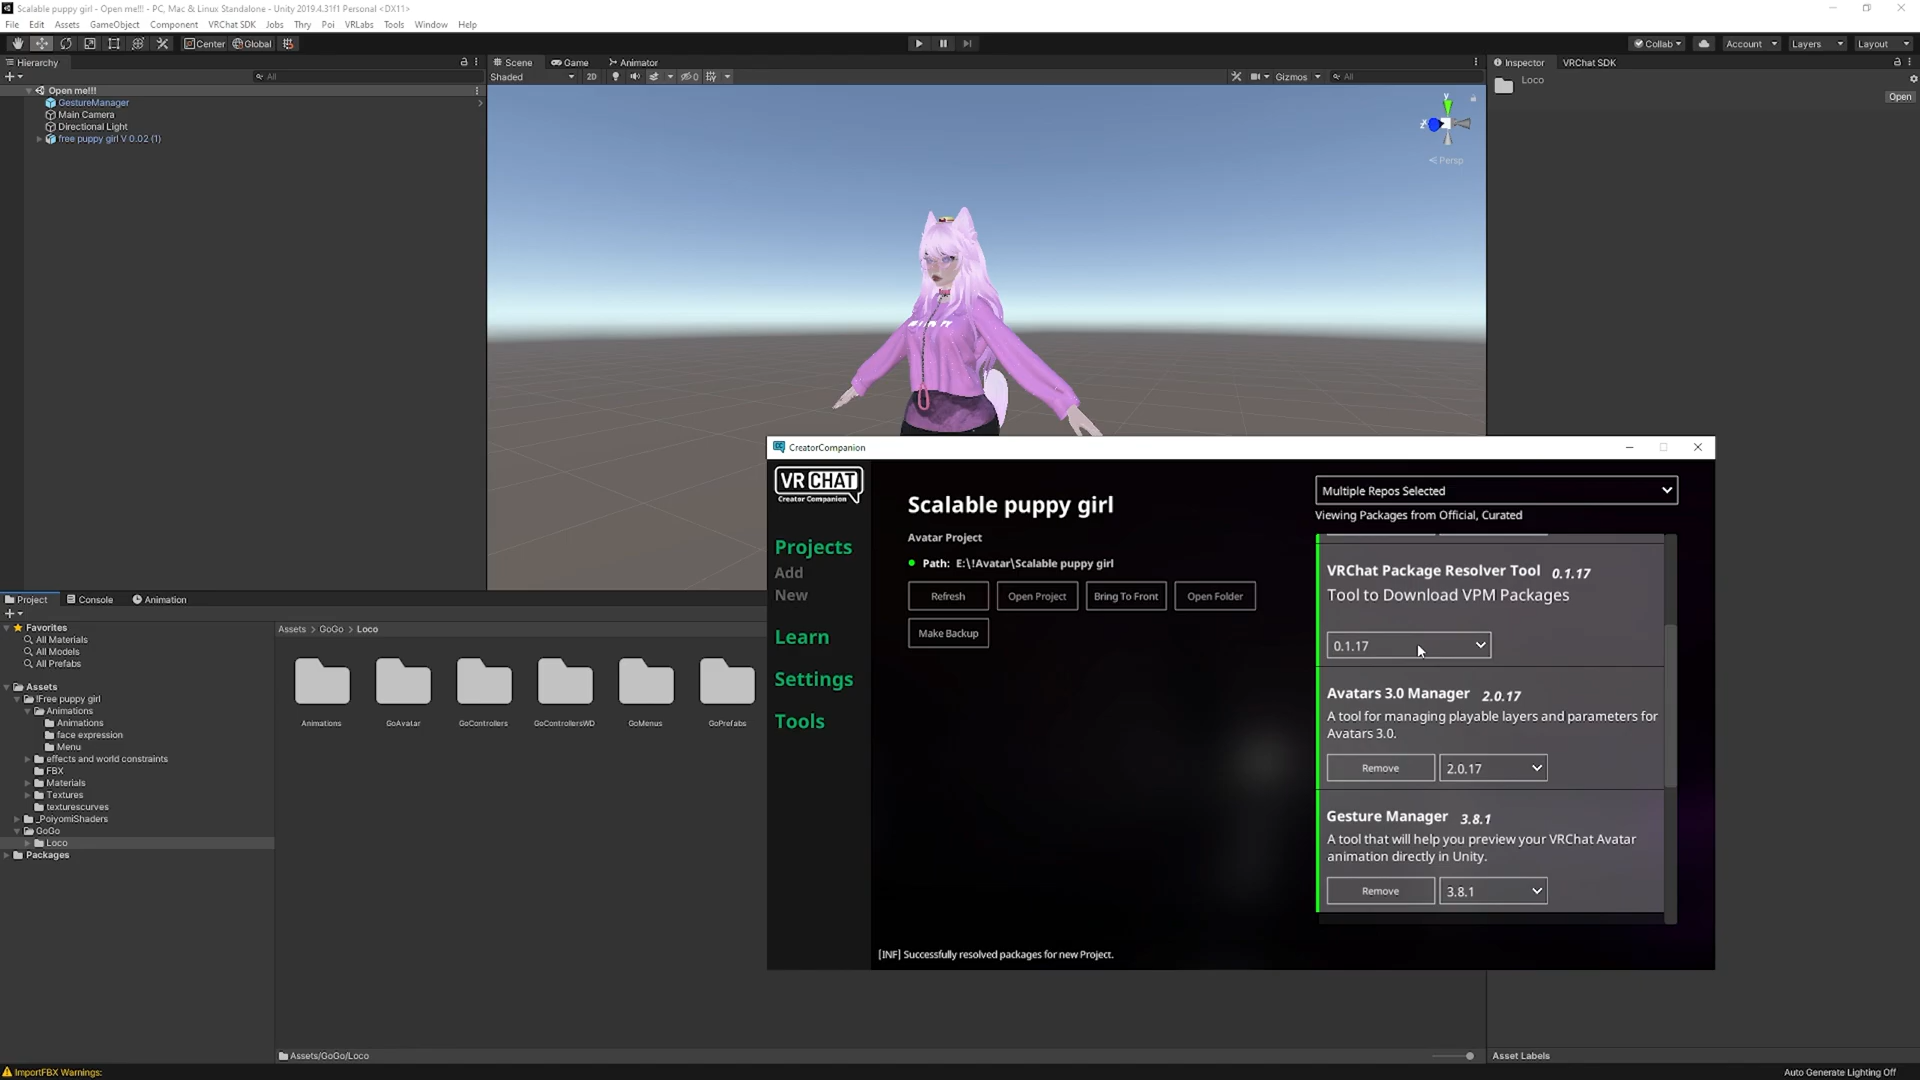 Scalable puppy girl - Open me!!! - PC, Mac & Linux Standalone - Unity 2019.4.31f1 Personal <DX11>
File Edit Assets GameObject Component VRChat SDK Jobs Thry Poi VRLabs Tools Window Help
Center Global Collab Account Layers Layout
Hierarchy
All
Open me!!!
GestureManager
Main Camera
Directional Light
free puppy girl V 0.02 (1)
Scene Game Animator
Shaded 2D 0 Gizmos All
y
z
Persp
Inspector VRChat SDK
Loco
Open
CreatorCompanion
VRCHAT
Creator Companion
Projects
Add
New
Learn
Settings
Tools
Scalable puppy girl
Avatar Project
Path: E:\!Avatar\Scalable puppy girl
Refresh Open Project Bring To Front Open Folder
Make Backup
[INF] Successfully resolved packages for new Project.
Multiple Repos Selected
Viewing Packages from Official, Curated
VRChat Package Resolver Tool 0.1.17
Tool to Download VPM Packages
0.1.17
Avatars 3.0 Manager 2.0.17
A tool for managing playable layers and parameters for
Avatars 3.0.
Remove 2.0.17
Gesture Manager 3.8.1
A tool that will help you preview your VRChat Avatar
animation directly in Unity.
Remove 3.8.1
Project Console Animation
Favorites
All Materials
All Models
All Prefabs
Assets
!Free puppy girl
Animations
Animations
face expression
Menu
effects and world constraints
FBX
Materials
Textures
texturescurves
_PoiyomiShaders
GoGo
Loco
Packages
Assets > GoGo > Loco
Animations GoAvatar GoControllers GoControllersWD GoMenus GoPrefabs
Assets/GoGo/Loco
Asset Labels
ImportFBX Warnings:
Auto Generate Lighting Off